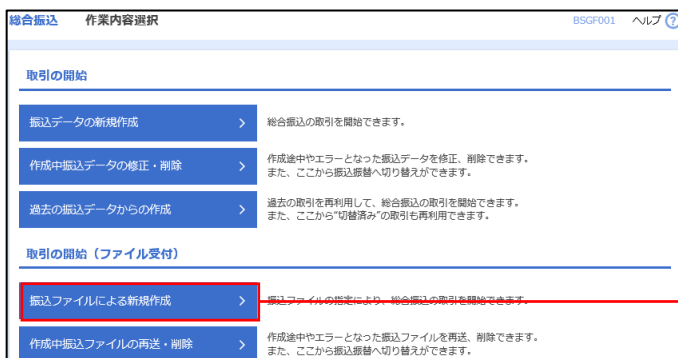 総合振込 作業内容選択 BSGF001 ヘルプ ?
取引の開始
振込データの新規作成 > 総合振込の取引を開始できます。
作成中振込データの修正・削除 > 作成途中やエラーとなった振込データを修正、削除できます。
また、ここから振込振替へ切り替えができます。
過去の振込データからの作成 > 過去の取引を再利用して、総合振込の取引を開始できます。
また、ここから"切替済み"の取引も再利用できます。
取引の開始（ファイル受付）
振込ファイルによる新規作成 > 振込ファイルの指定により、総合振込の取引を開始できます。
作成中振込ファイルの再送・削除 > 作成途中やエラーとなった振込ファイルを再送、削除できます。
また、ここから振込振替へ切り替えができます。